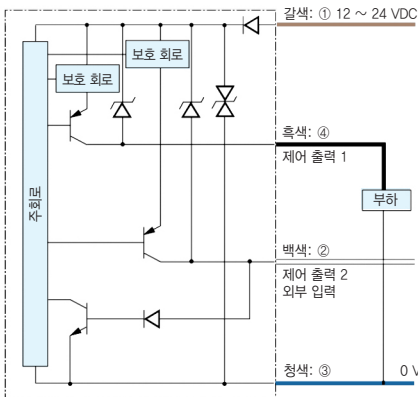 갈색: ① 12 ~ 24 VDC
보호 회로
보호 회로
흑색: ④
제어 출력 1
주회로
부하
백색: ②
제어 출력 2
외부 입력
청색: ③ 0 V